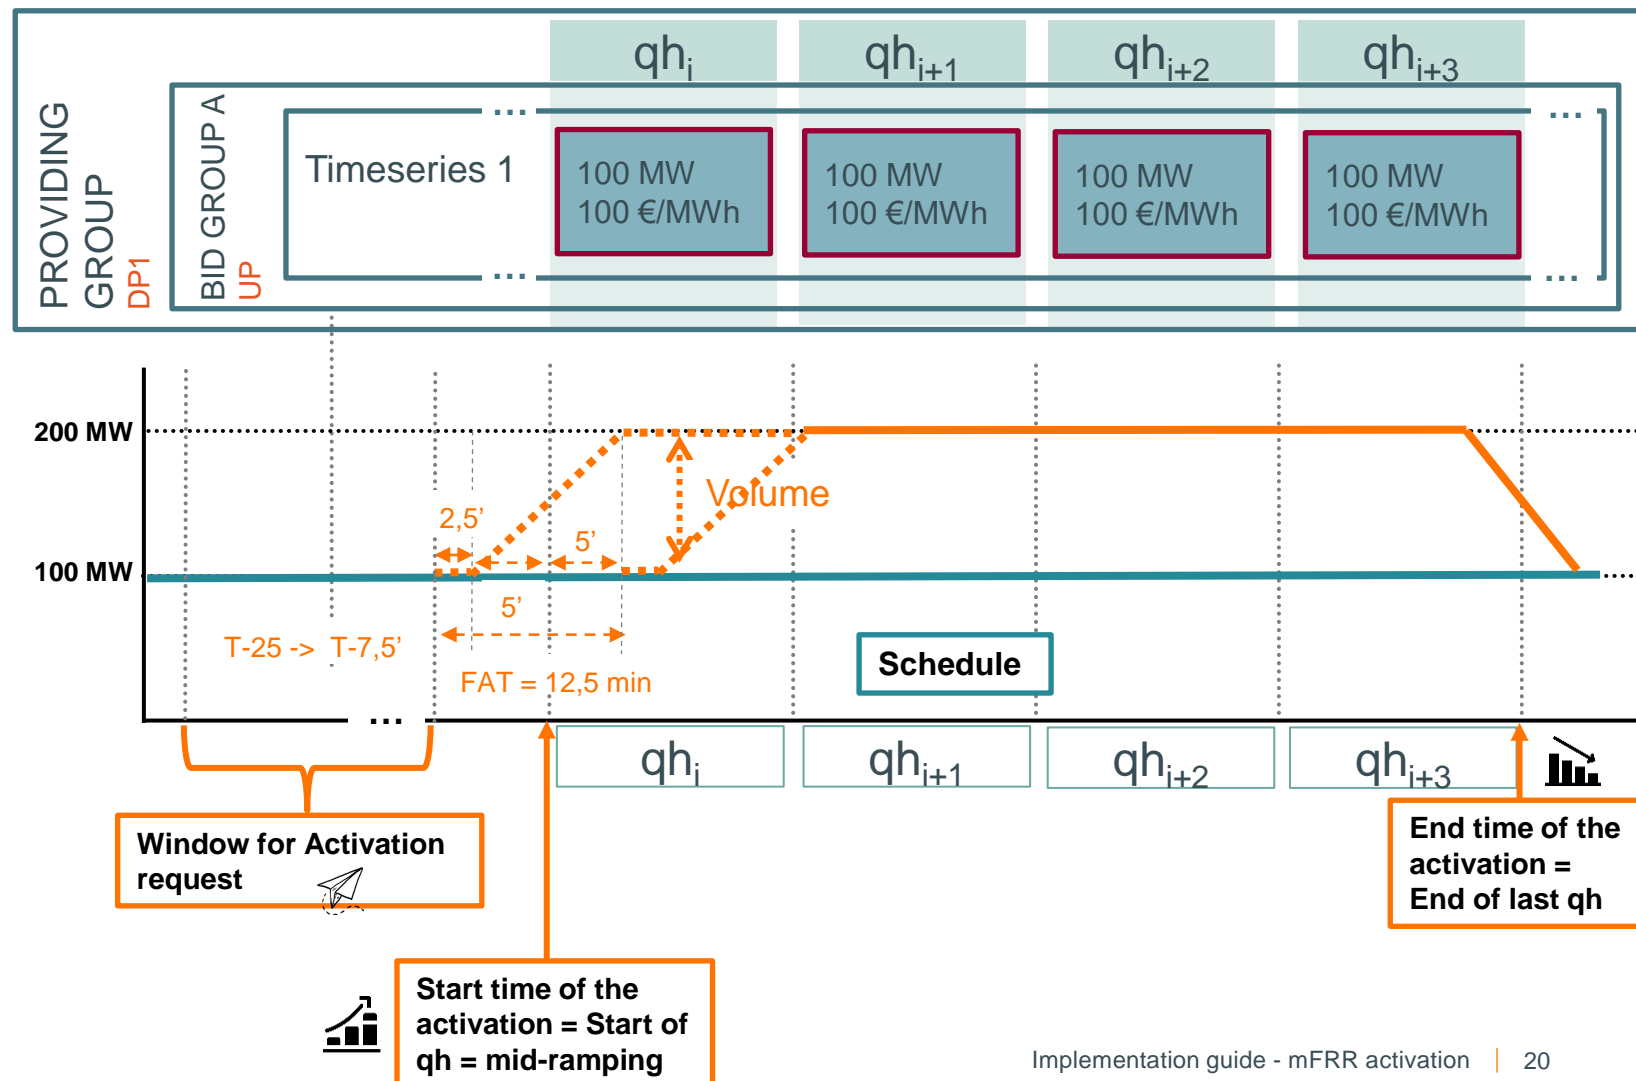 qhi
qhi+1
qhi+2
qhi+3
PROVIDING
GROUP
DP1
BID GROUP A
UP
...
...
Timeseries 1
100 MW
100 €/MWh
100 MW
100 €/MWh
100 MW
100 €/MWh
100 MW
100 €/MWh
...
...
200 MW
Volume
2,5’
5’
100 MW
5’
T-25 -> T-7,5’
FAT = 12,5 min
Schedule
...
qhi
qhi+1
qhi+2
qhi+3
Window for Activation
request
End time of the
activation =
End of last qh
Start time of the
activation = Start of
qh = mid-ramping
Implementation guide - mFRR activation | 20